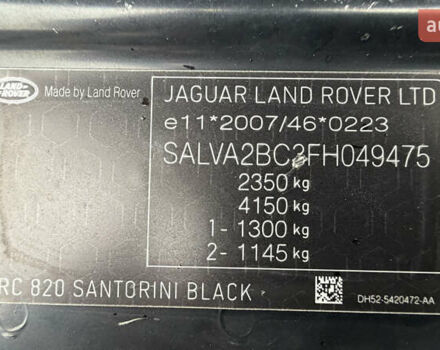 LAND ROVER
Made by Land Rover
JAGUAR LAND ROVER LTD
e11*2007/46*0223
SALVA2BC3FH049475
2350 kg
4150 kg
1- 1300 kg
2- 1145 kg
RC 820 SANTORINI BLACK
DH52-5420472-AA